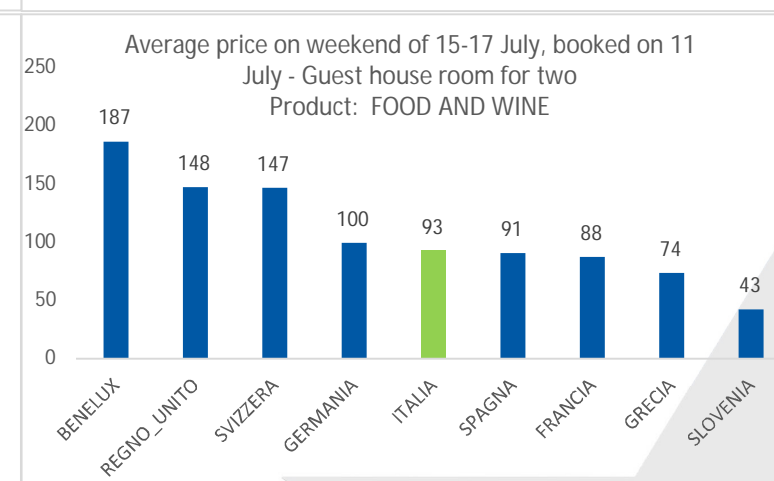 Average price on weekend of 15-17 July, booked on 11
July - Guest house room for two
Product: FOOD AND WINE
250
200
150
100
50
0
187
148
147
100
93
91
88
74
43
BENELUX
REGNO_UNITO
SVIZZERA
GERMANIA
ITALIA
SPAGNA
FRANCIA
GRECIA
SLOVENIA